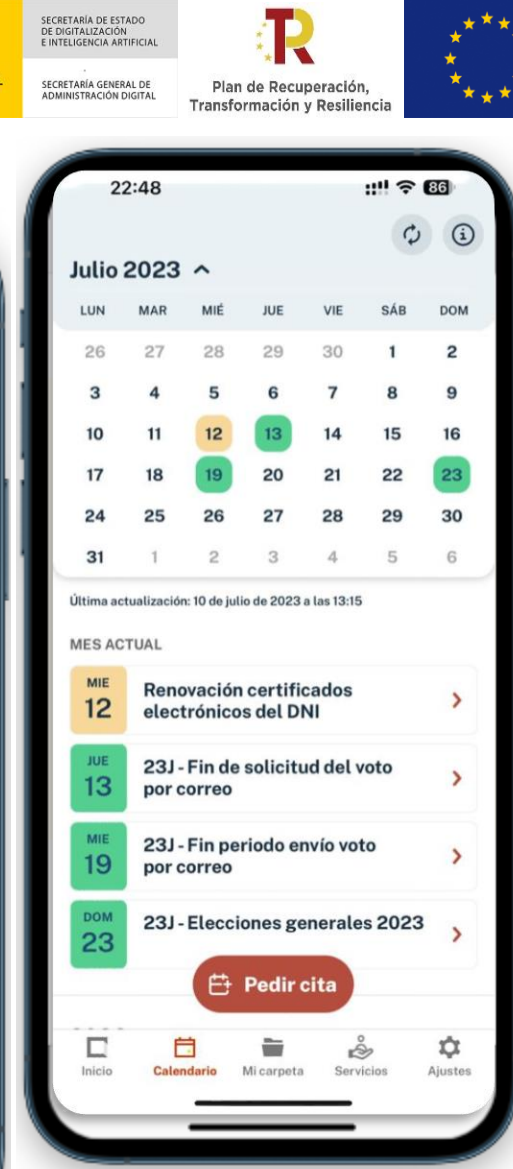 SECRETARÍA DE ESTADO
DE DIGITALIZACIÓN
E INTELIGENCIA ARTIFICIAL
SECRETARÍA GENERAL DE
ADMINISTRACIÓN DIGITAL
Plan de Recuperación,
Transformación y Resiliencia
22:48
86
Julio 2023
LUN MAR MIÉ JUE VIE SÁB DOM
26 27 28 29 30 1 2
3 4 5 6 7 8 9
10 11 12 13 14 15 16
17 18 19 20 21 22 23
24 25 26 27 28 29 30
31 1 2 3 4 5 6
Última actualización: 10 de julio de 2023 a las 13:15
MES ACTUAL
MIE
12
Renovación certificados
electrónicos del DNI
JUE
13
23J - Fin de solicitud del voto
por correo
MIE
19
23J - Fin periodo envío voto
por correo
DOM
23
23J - Elecciones generales 2023
Pedir cita
Inicio Calendario Mi carpeta Servicios Ajustes